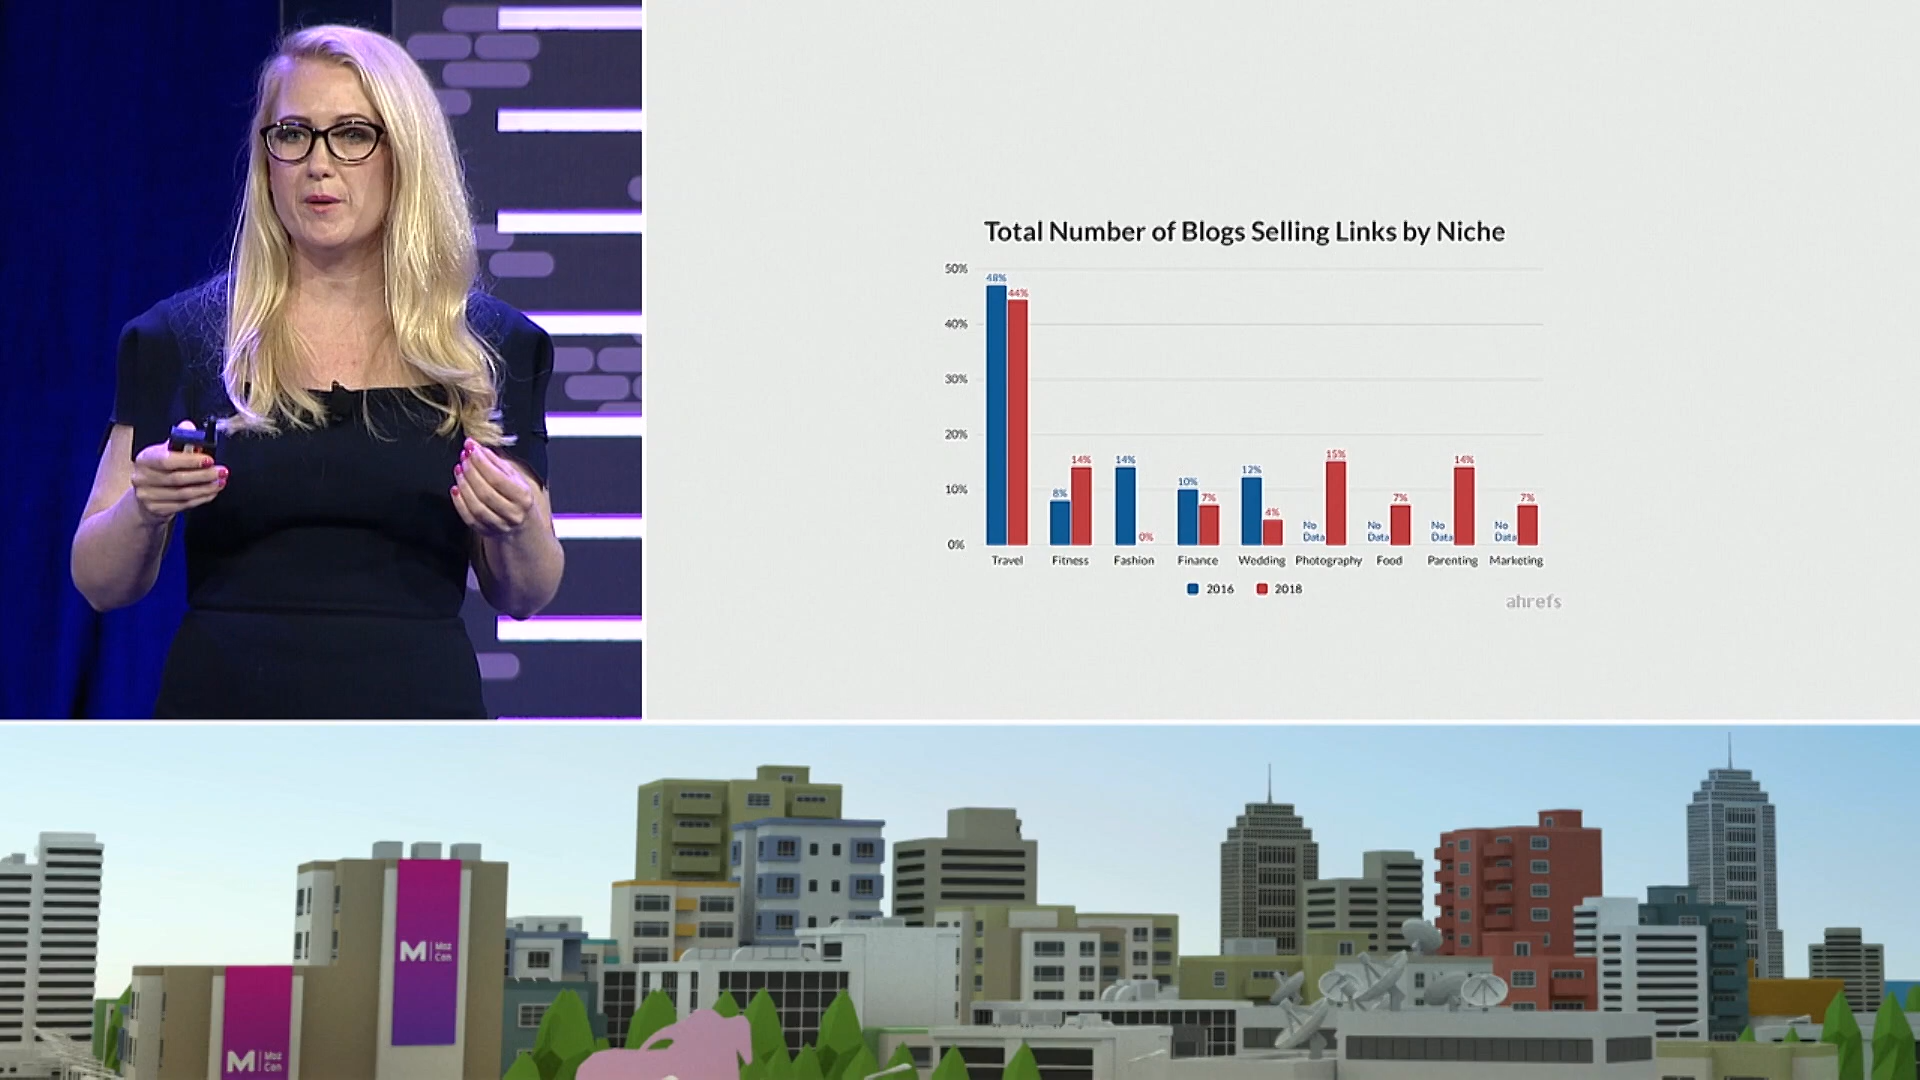 Total Number of Blogs Selling Links by Niche
50%
40%
30%
20%
10%
0%
48%
44%
8%
14%
14%
0%
10%
7%
12%
4%
No
Data
15%
No
Data
7%
No
Data
14%
No
Data
7%
Travel
Fitness
Fashion
Finance
Wedding
Photography
Food
Parenting
Marketing
2016
2018
ahrefs
M
Moz
Con
M
Moz
Con